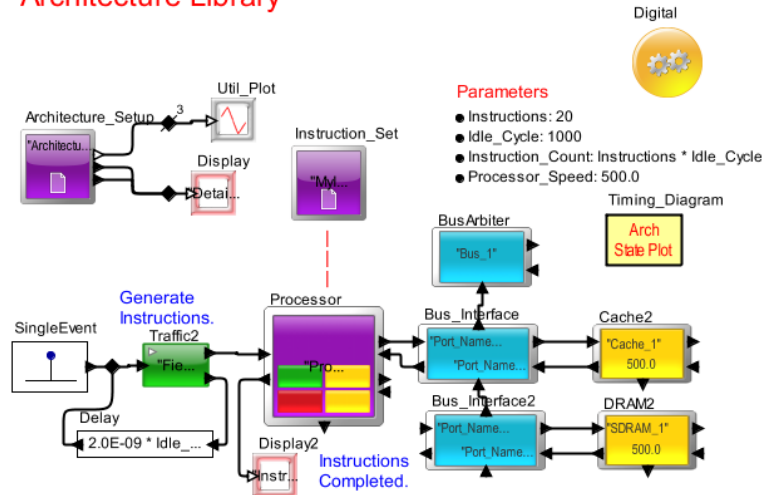 Architecture Library
Digital
Util_Plot
3
Architecture_Setup
"Architectu...
Display
Detai...
Instruction_Set
"MyI...
Parameters
Instructions: 20
Idle_Cycle: 1000
Instruction_Count: Instructions * Idle_Cycle
Processor_Speed: 500.0
Timing_Diagram
Arch
State Plot
BusArbiter
"Bus_1"
Generate
Instructions.
SingleEvent
Traffic2
"Fie...
Processor
"Pro...
Bus_Interface
"Port_Name...
"Port_Name...
Cache2
"Cache_1"
500.0
Delay
2.0E-09 * Idle_...
Bus_Interface2
"Port_Name...
"Port_Name...
DRAM2
"SDRAM_1"
500.0
Display2
Instr...
Instructions
Completed.